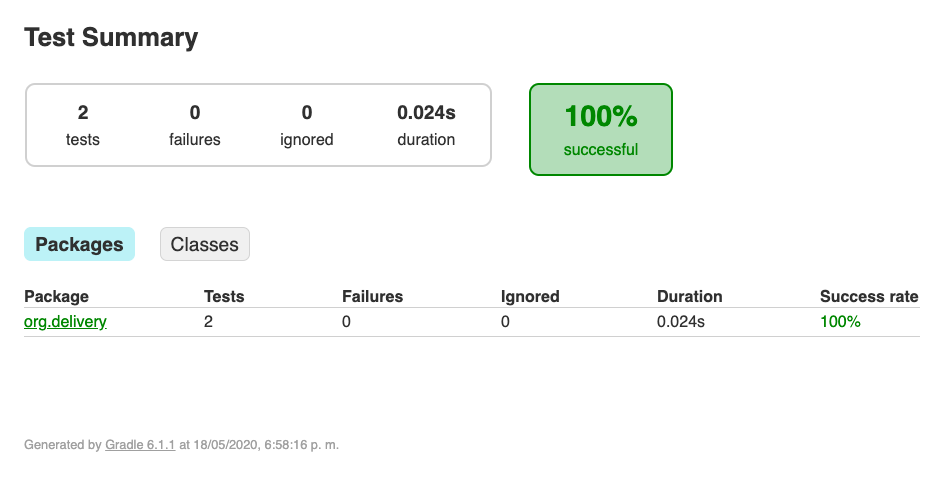 Test Summary
2 0 0 0.024s
tests failures ignored duration
100%
successful
Packages Classes
Package Tests Failures Ignored Duration Success rate
org.delivery 2 0 0 0.024s 100%
Generated by Gradle 6.1.1 at 18/05/2020, 6:58:16 p. m.